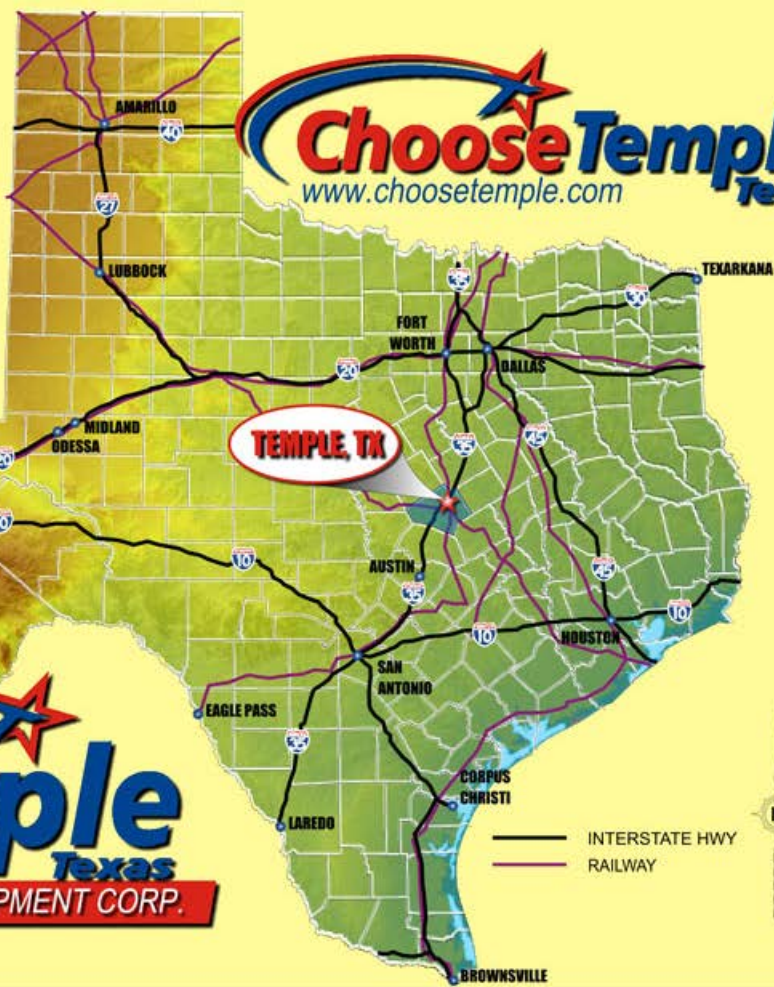 AMARILLO
40
ChooseTempl
www.choosetemple.com
Te
27
LUBBOCK
TEXARKANA
35
30
FORT
WORTH
DALLAS
20
MIDLAND
ODESSA
TEMPLE, TX
35
45
20
10
AUSTIN
35
45
10
10
HOUSTON
SAN
ANTONIO
EAGLE PASS
35
CORPUS
CHRISTI
LAREDO
INTERSTATE HWY
RAILWAY
ple
Texas
PMENT CORP.
BROWNSVILLE